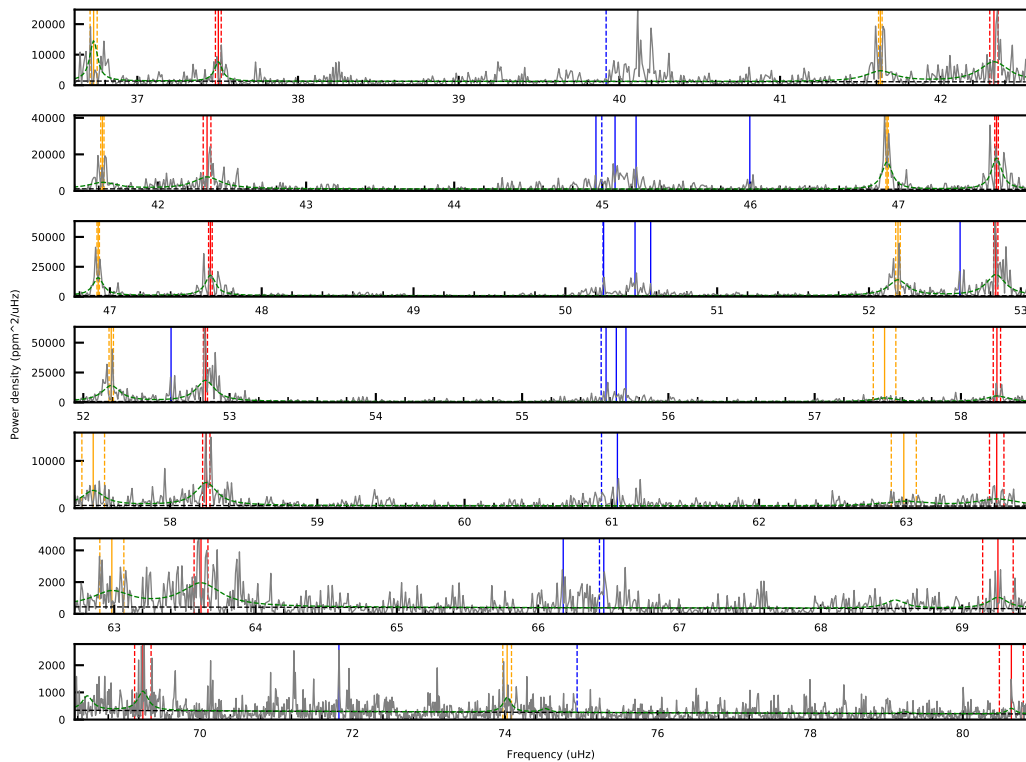 20000
10000
0
37 38 39 40 41 42
40000
20000
0
42 43 44 45 46 47
50000
25000
0
47 48 49 50 51 52 53
50000
25000
0
52 53 54 55 56 57 58
10000
0
58 59 60 61 62 63
4000
2000
0
63 64 65 66 67 68 69
2000
1000
0
70 72 74 76 78 80
Power density (ppm^2/uHz)
Frequency (uHz)